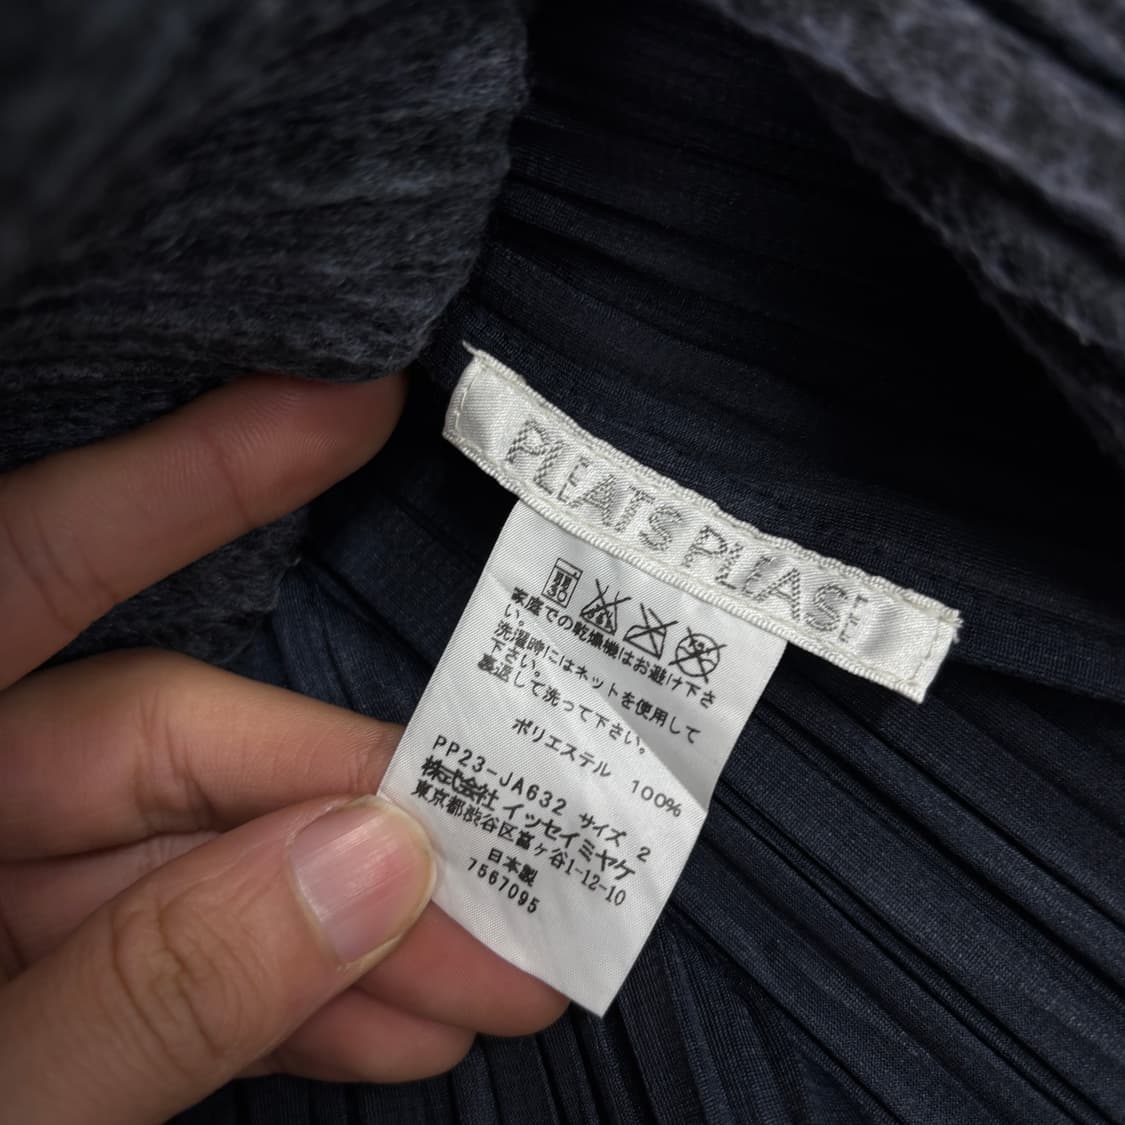 PLEATS PLEASE
家庭での乾燥機はお避け下さ
い。
洗濯時にはネットを使用して
下さい。
裏返して洗って下さい。
ポリエステル 100%
PP23-JA632 サイズ 2
株式会社 イッセイミヤケ
東京都渋谷区富ヶ谷1-12-10
日本製
7567095